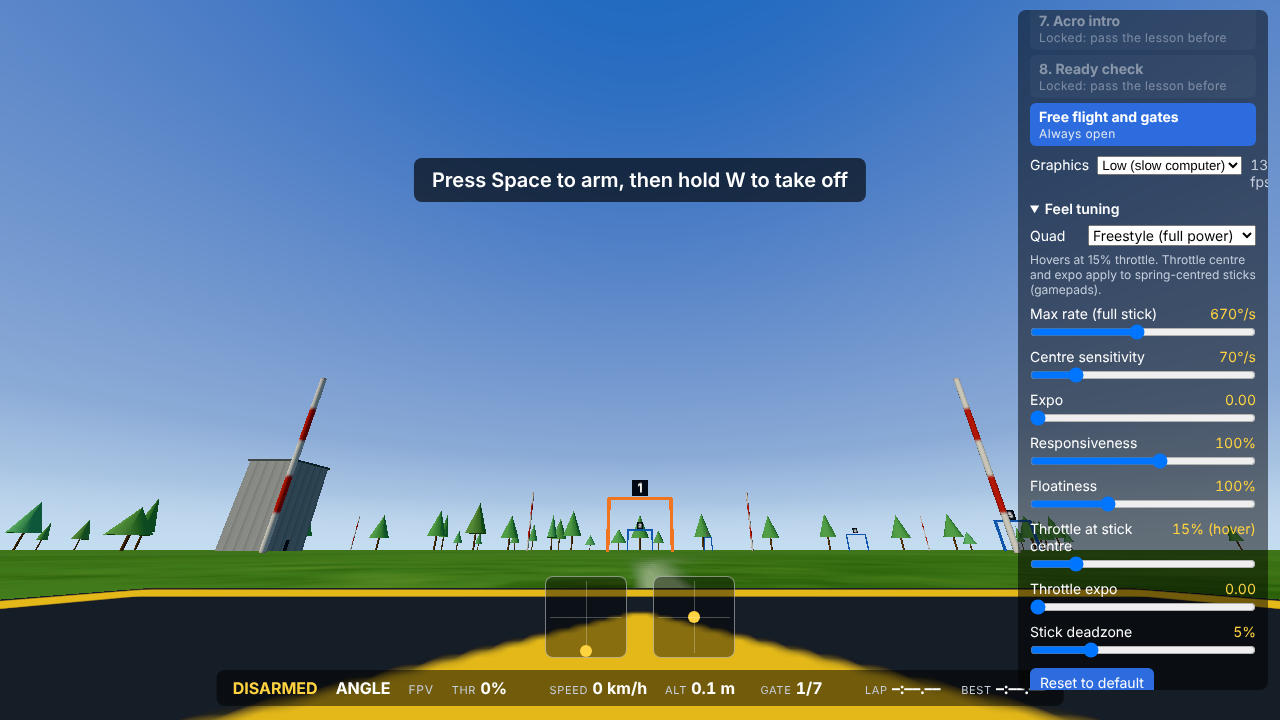 7. Acro intro
Locked: pass the lesson before
8. Ready check
Locked: pass the lesson before
Free flight and gates
Always open
Graphics Low (slow computer) 13
fps
Press Space to arm, then hold W to take off
▼ Feel tuning
Quad Freestyle (full power)
Hovers at 15% throttle. Throttle centre
and expo apply to spring-centred sticks
(gamepads).
Max rate (full stick) 670°/s
Centre sensitivity 70°/s
Expo 0.00
Responsiveness 100%
Floatiness 100%
Throttle at stick 15% (hover)
centre
Throttle expo 0.00
Stick deadzone 5%
Reset to default
1
DISARMED ANGLE FPV THR 0% SPEED 0 km/h ALT 0.1 m GATE 1/7 LAP –:––.–– BEST –:––.